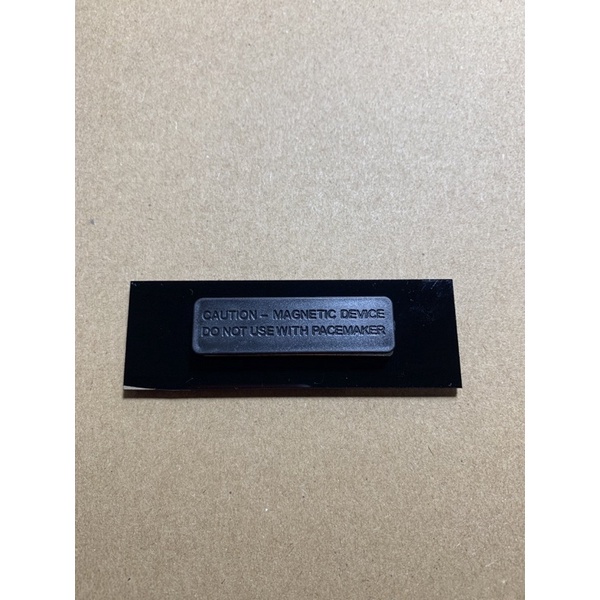 CAUTION – MAGNETIC DEVICE
DO NOT USE WITH PACEMAKER